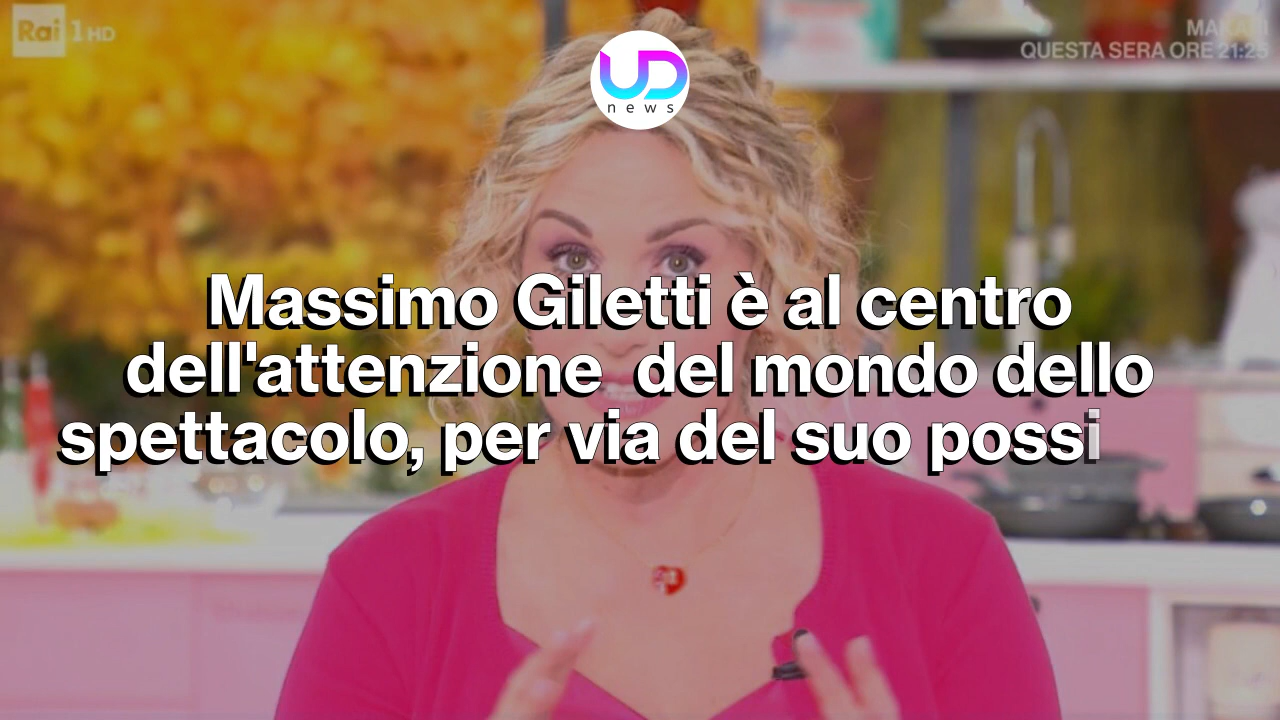 Rai 1 HD
QUESTA SERA ORE 21:25
UD
news
Massimo Giletti è al centro
dell'attenzione del mondo dello
spettacolo, per via del suo possi